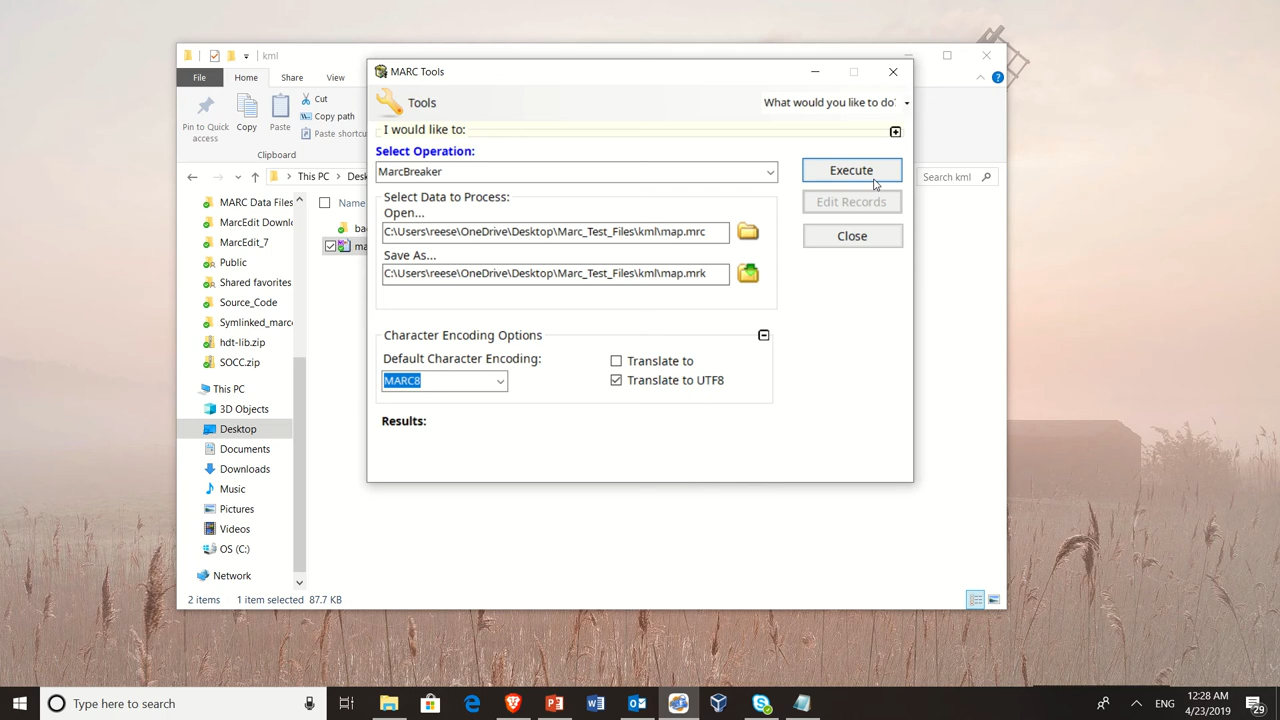 kml
File
Home
Share
View
Pin to Quick
access
Copy
Paste
Cut
Copy path
Paste shortcu
Clipboard
This PC
Desk
Search kml
MARC Data Files
MarcEdit Downlo
MarcEdit_7
Public
Shared favorites
Source_Code
Symlinked_marce
hdt-lib.zip
SOCC.zip
This PC
3D Objects
Desktop
Documents
Downloads
Music
Pictures
Videos
OS (C:)
Network
Name
ba
ma
2 items
1 item selected 87.7 KB
MARC Tools
Tools
What would you like to do?
I would like to:
Select Operation:
MarcBreaker
Execute
Select Data to Process:
Edit Records
Open...
C:\Users\reese\OneDrive\Desktop\Marc_Test_Files\kml\map.mrc
Close
Save As...
C:\Users\reese\OneDrive\Desktop\Marc_Test_Files\kml\map.mrk
Character Encoding Options
Default Character Encoding:
Translate to
MARC8
Translate to UTF8
Results:
Type here to search
ENG
12:28 AM
4/23/2019
29